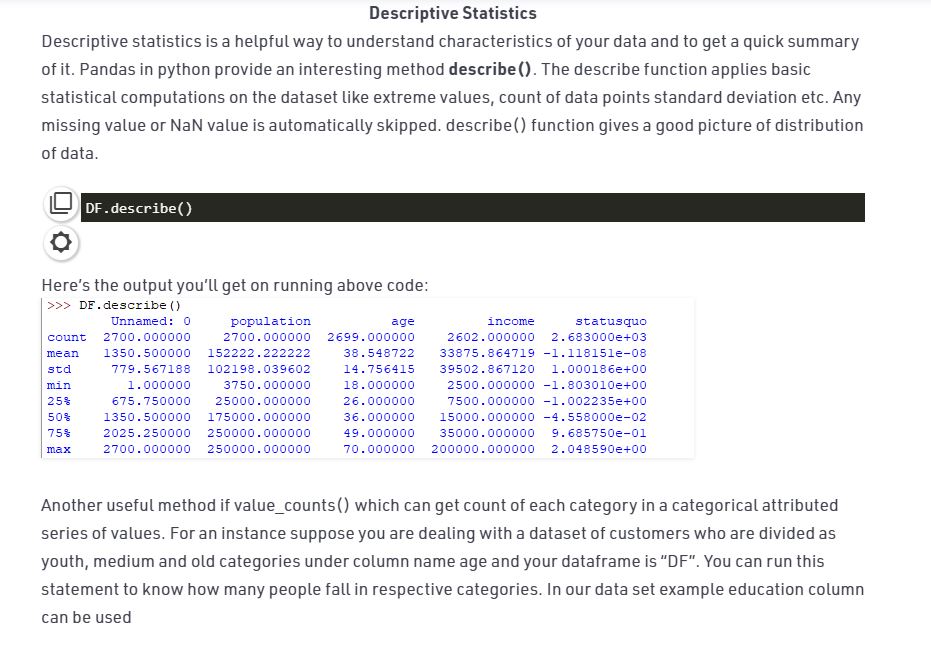 Descriptive Statistics
Descriptive statistics is a helpful way to understand characteristics of your data and to get a quick summary
of it. Pandas in python provide an interesting method describe(). The describe function applies basic
statistical computations on the dataset like extreme values, count of data points standard deviation etc. Any
missing value or NaN value is automatically skipped. describe() function gives a good picture of distribution
of data.
DF.describe()
Here's the output you'll get on running above code:
>>> DF.describe()
Unnamed: 0 population age income statusquo
count 2700.000000 2700.000000 2699.000000 2602.000000 2.683000e+03
mean 1350.500000 152222.222222 38.548722 33875.864719 -1.118151e-08
std 779.567188 102198.039602 14.756415 39502.867120 1.000186e+00
min 1.000000 3750.000000 18.000000 2500.000000 -1.803010e+00
25% 675.750000 25000.000000 26.000000 7500.000000 -1.002235e+00
50% 1350.500000 175000.000000 36.000000 15000.000000 -4.558000e-02
75% 2025.250000 250000.000000 49.000000 35000.000000 9.685750e-01
max 2700.000000 250000.000000 70.000000 200000.000000 2.048590e+00
Another useful method if value_counts() which can get count of each category in a categorical attributed
series of values. For an instance suppose you are dealing with a dataset of customers who are divided as
youth, medium and old categories under column name age and your dataframe is “DF”. You can run this
statement to know how many people fall in respective categories. In our data set example education column
can be used